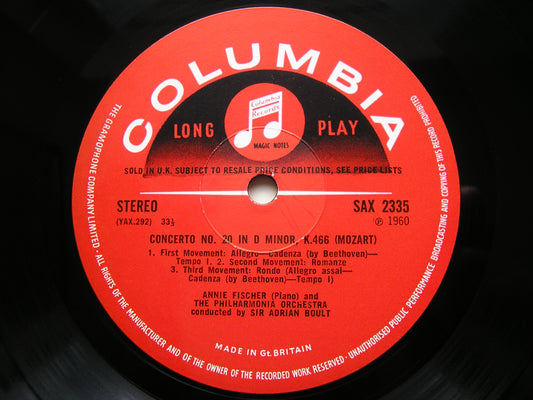 COLUMBIA
Columbia
Records
LONG PLAY
MAGIC NOTES
SOLD IN U.K. SUBJECT TO RESALE PRICE CONDITIONS, SEE PRICE LISTS
STEREO SAX 2335
(YAX.292) 33⅓ ℗ 1960
CONCERTO NO. 20 IN D MINOR, K.466 (MOZART)
1. First Movement: Allegro—Cadenza (by Beethoven)—
Tempo I. 2. Second Movement: Romanze
3. Third Movement: Rondo (Allegro assai—
Cadenza (by Beethoven)—Tempo I)
ANNIE FISCHER (Piano) and
THE PHILHARMONIA ORCHESTRA
conducted by SIR ADRIAN BOULT
MADE IN Gt. BRITAIN
THE GRAMOPHONE COMPANY LIMITED · ALL RIGHTS OF THE MANUFACTURER AND OF THE OWNER OF THE RECORDED WORK RESERVED · UNAUTHORISED PUBLIC PERFORMANCE BROADCASTING AND COPYING OF THIS RECORD PROHIBITED